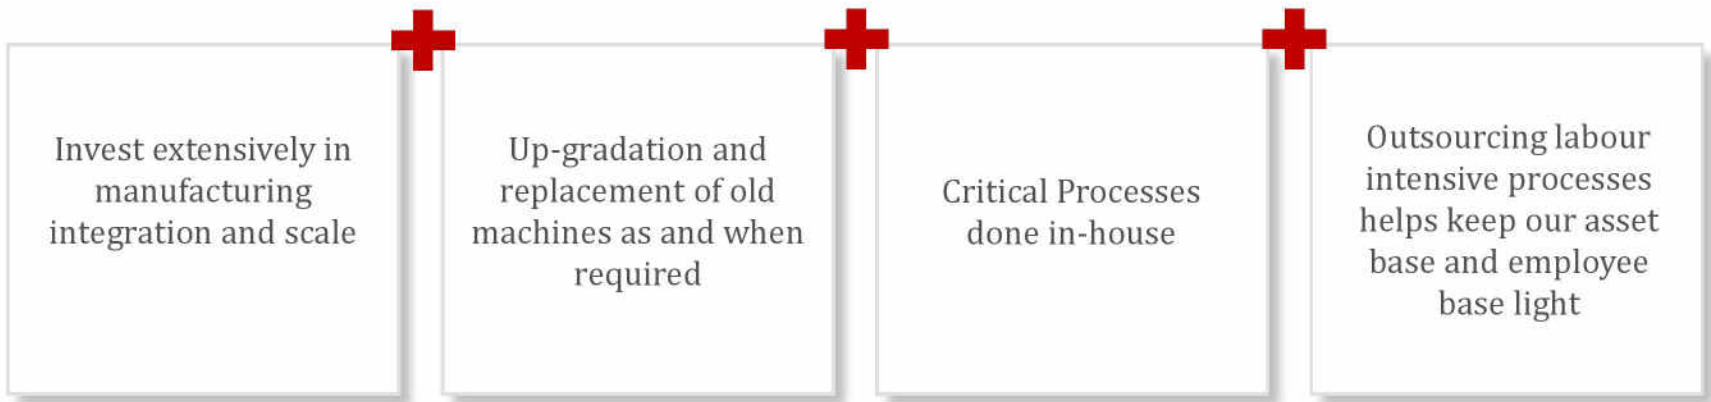 Invest extensively in
manufacturing
integration and scale
Up-gradation and
replacement of old
machines as and when
required
Critical Processes
done in-house
Outsourcing labour
intensive processes
helps keep our asset
base and employee
base light